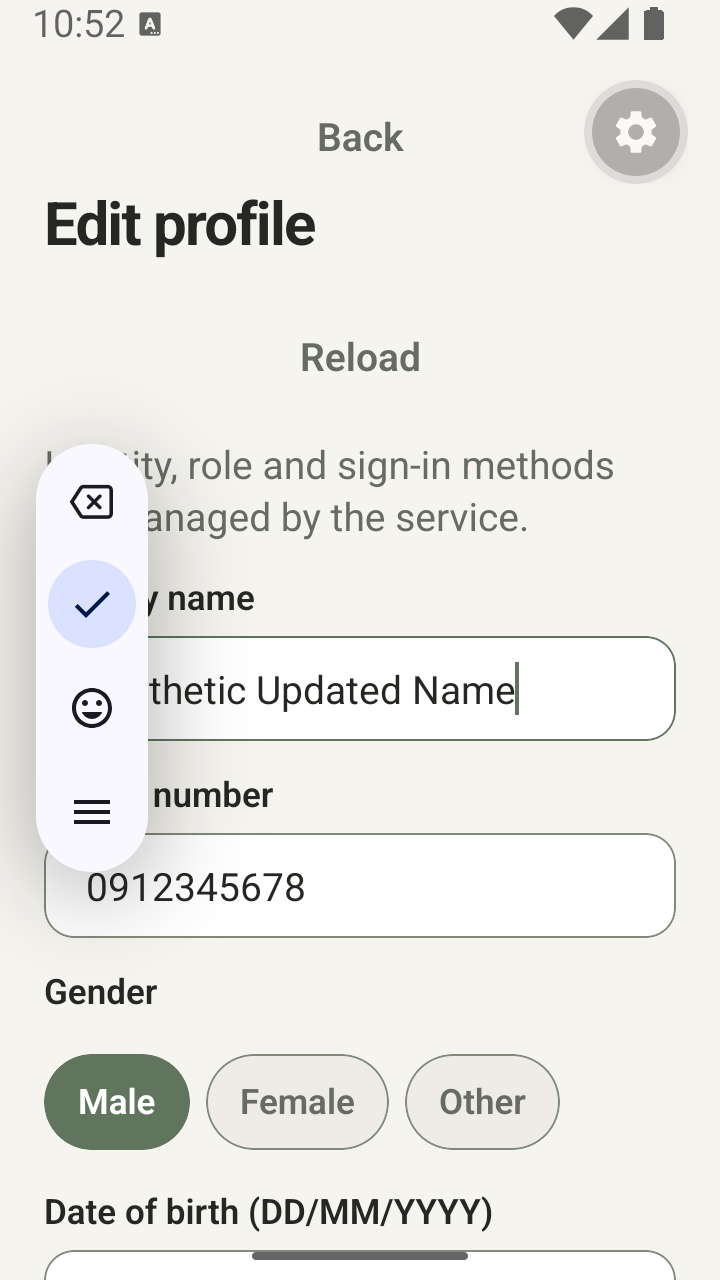 10:52
Back
Edit profile
Reload
ity, role and sign-in methods
anaged by the service.
y name
thetic Updated Name
number
0912345678
Gender
Male
Female
Other
Date of birth (DD/MM/YYYY)